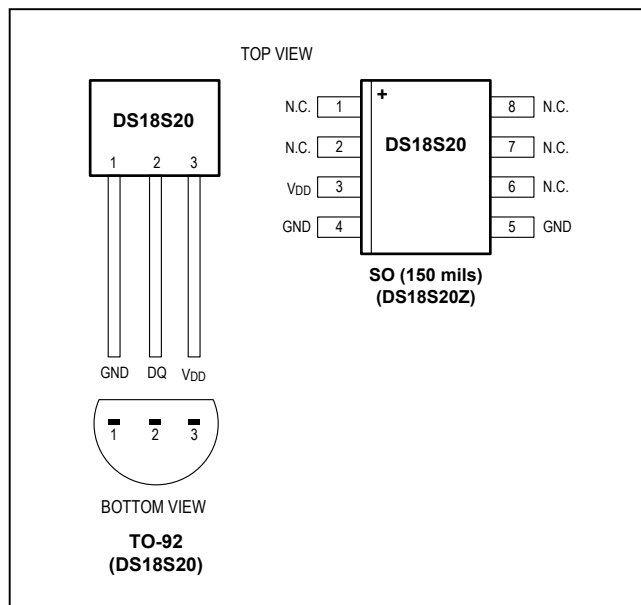 TOP VIEW
DS18S20
1 2 3
GND DQ VDD
1 2 3
BOTTOM VIEW
TO-92
(DS18S20)
+
DS18S20
N.C. 1 8 N.C.
N.C. 2 7 N.C.
VDD 3 6 N.C.
GND 4 5 GND
SO (150 mils)
(DS18S20Z)